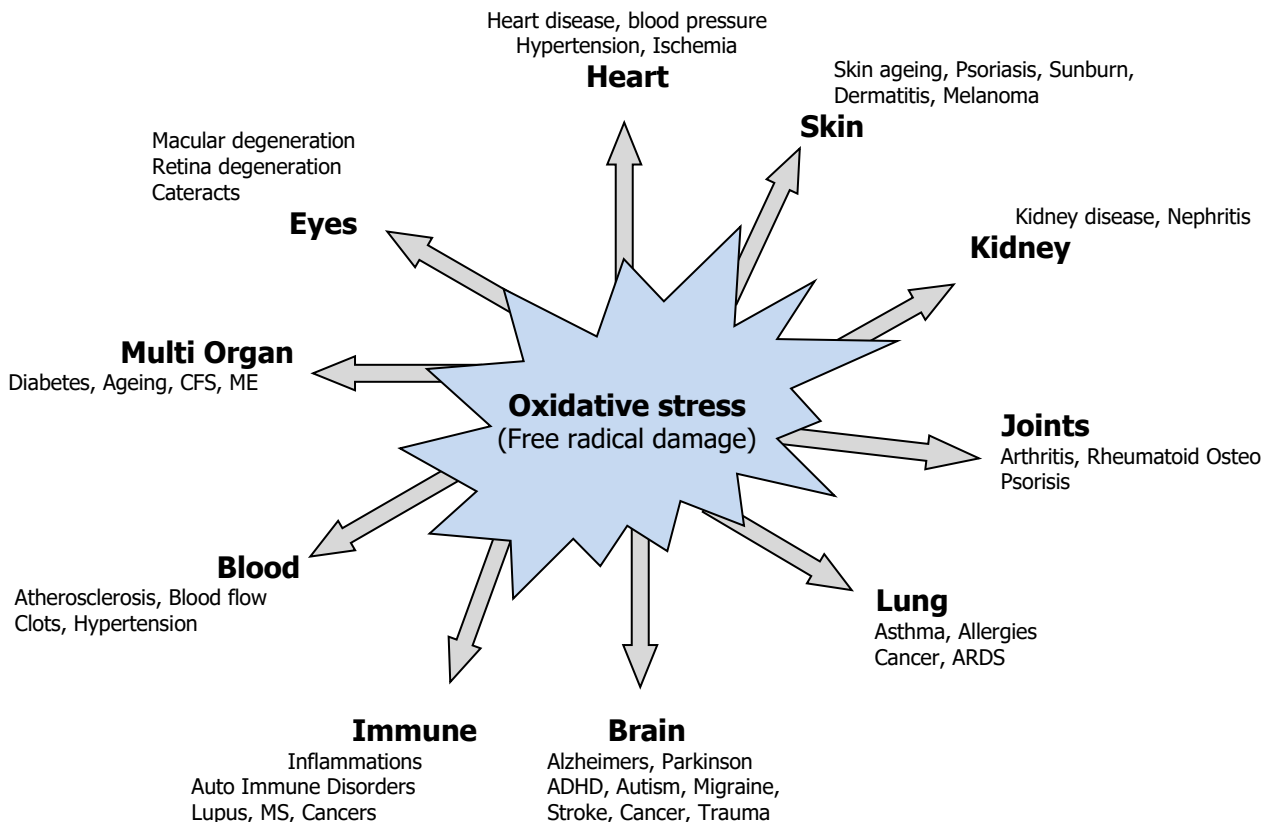 Heart disease, blood pressure
Hypertension, Ischemia
Heart
Skin ageing, Psoriasis, Sunburn,
Dermatitis, Melanoma
Skin
Macular degeneration
Retina degeneration
Cateracts
Eyes
Kidney disease, Nephritis
Kidney
Multi Organ
Diabetes, Ageing, CFS, ME
Oxidative stress
(Free radical damage)
Joints
Arthritis, Rheumatoid Osteo
Psorisis
Blood
Atherosclerosis, Blood flow
Clots, Hypertension
Lung
Asthma, Allergies
Cancer, ARDS
Immune
Inflammations
Auto Immune Disorders
Lupus, MS, Cancers
Brain
Alzheimers, Parkinson
ADHD, Autism, Migraine,
Stroke, Cancer, Trauma